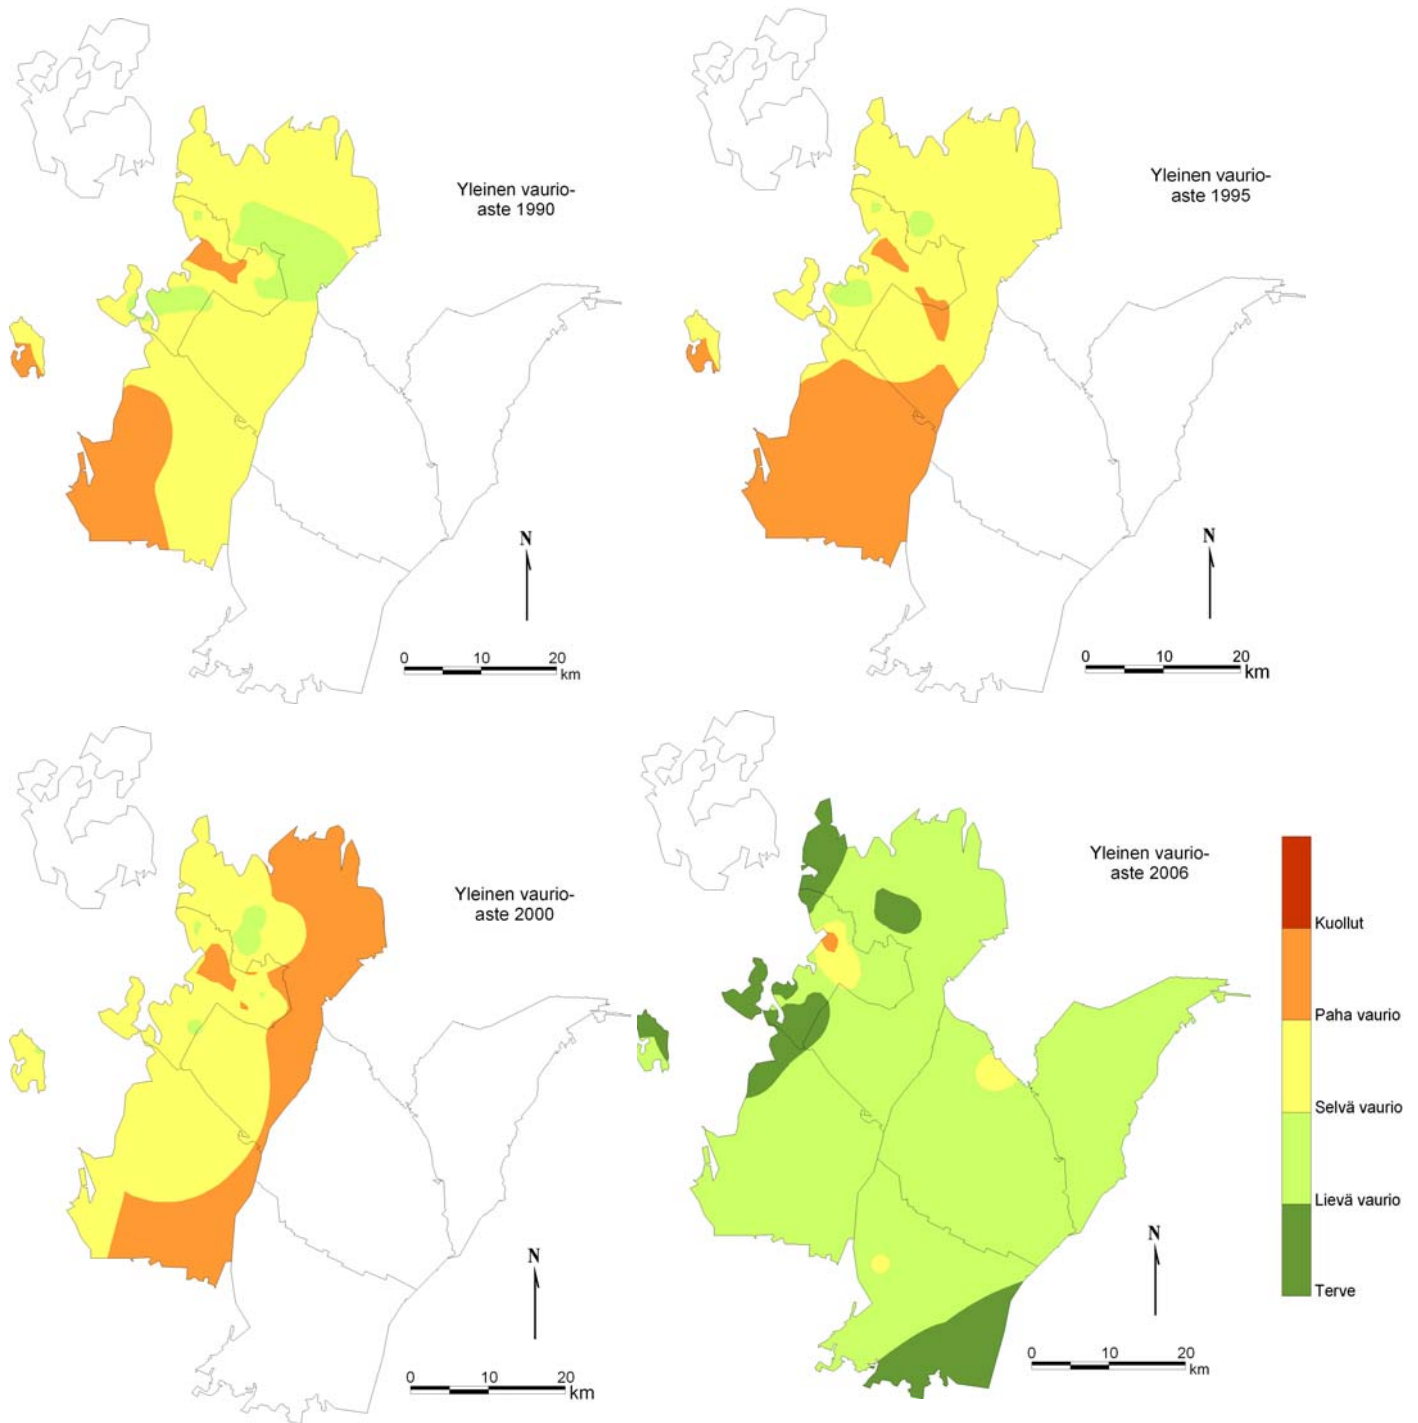 Yleinen vaurio-
aste 1990
N
0 10 20
km
Yleinen vaurio-
aste 1995
N
0 10 20
km
Yleinen vaurio-
aste 2000
N
0 10 20
km
Yleinen vaurio-
aste 2006
N
0 10 20
km
Kuollut
Paha vaurio
Selvä vaurio
Lievä vaurio
Terve